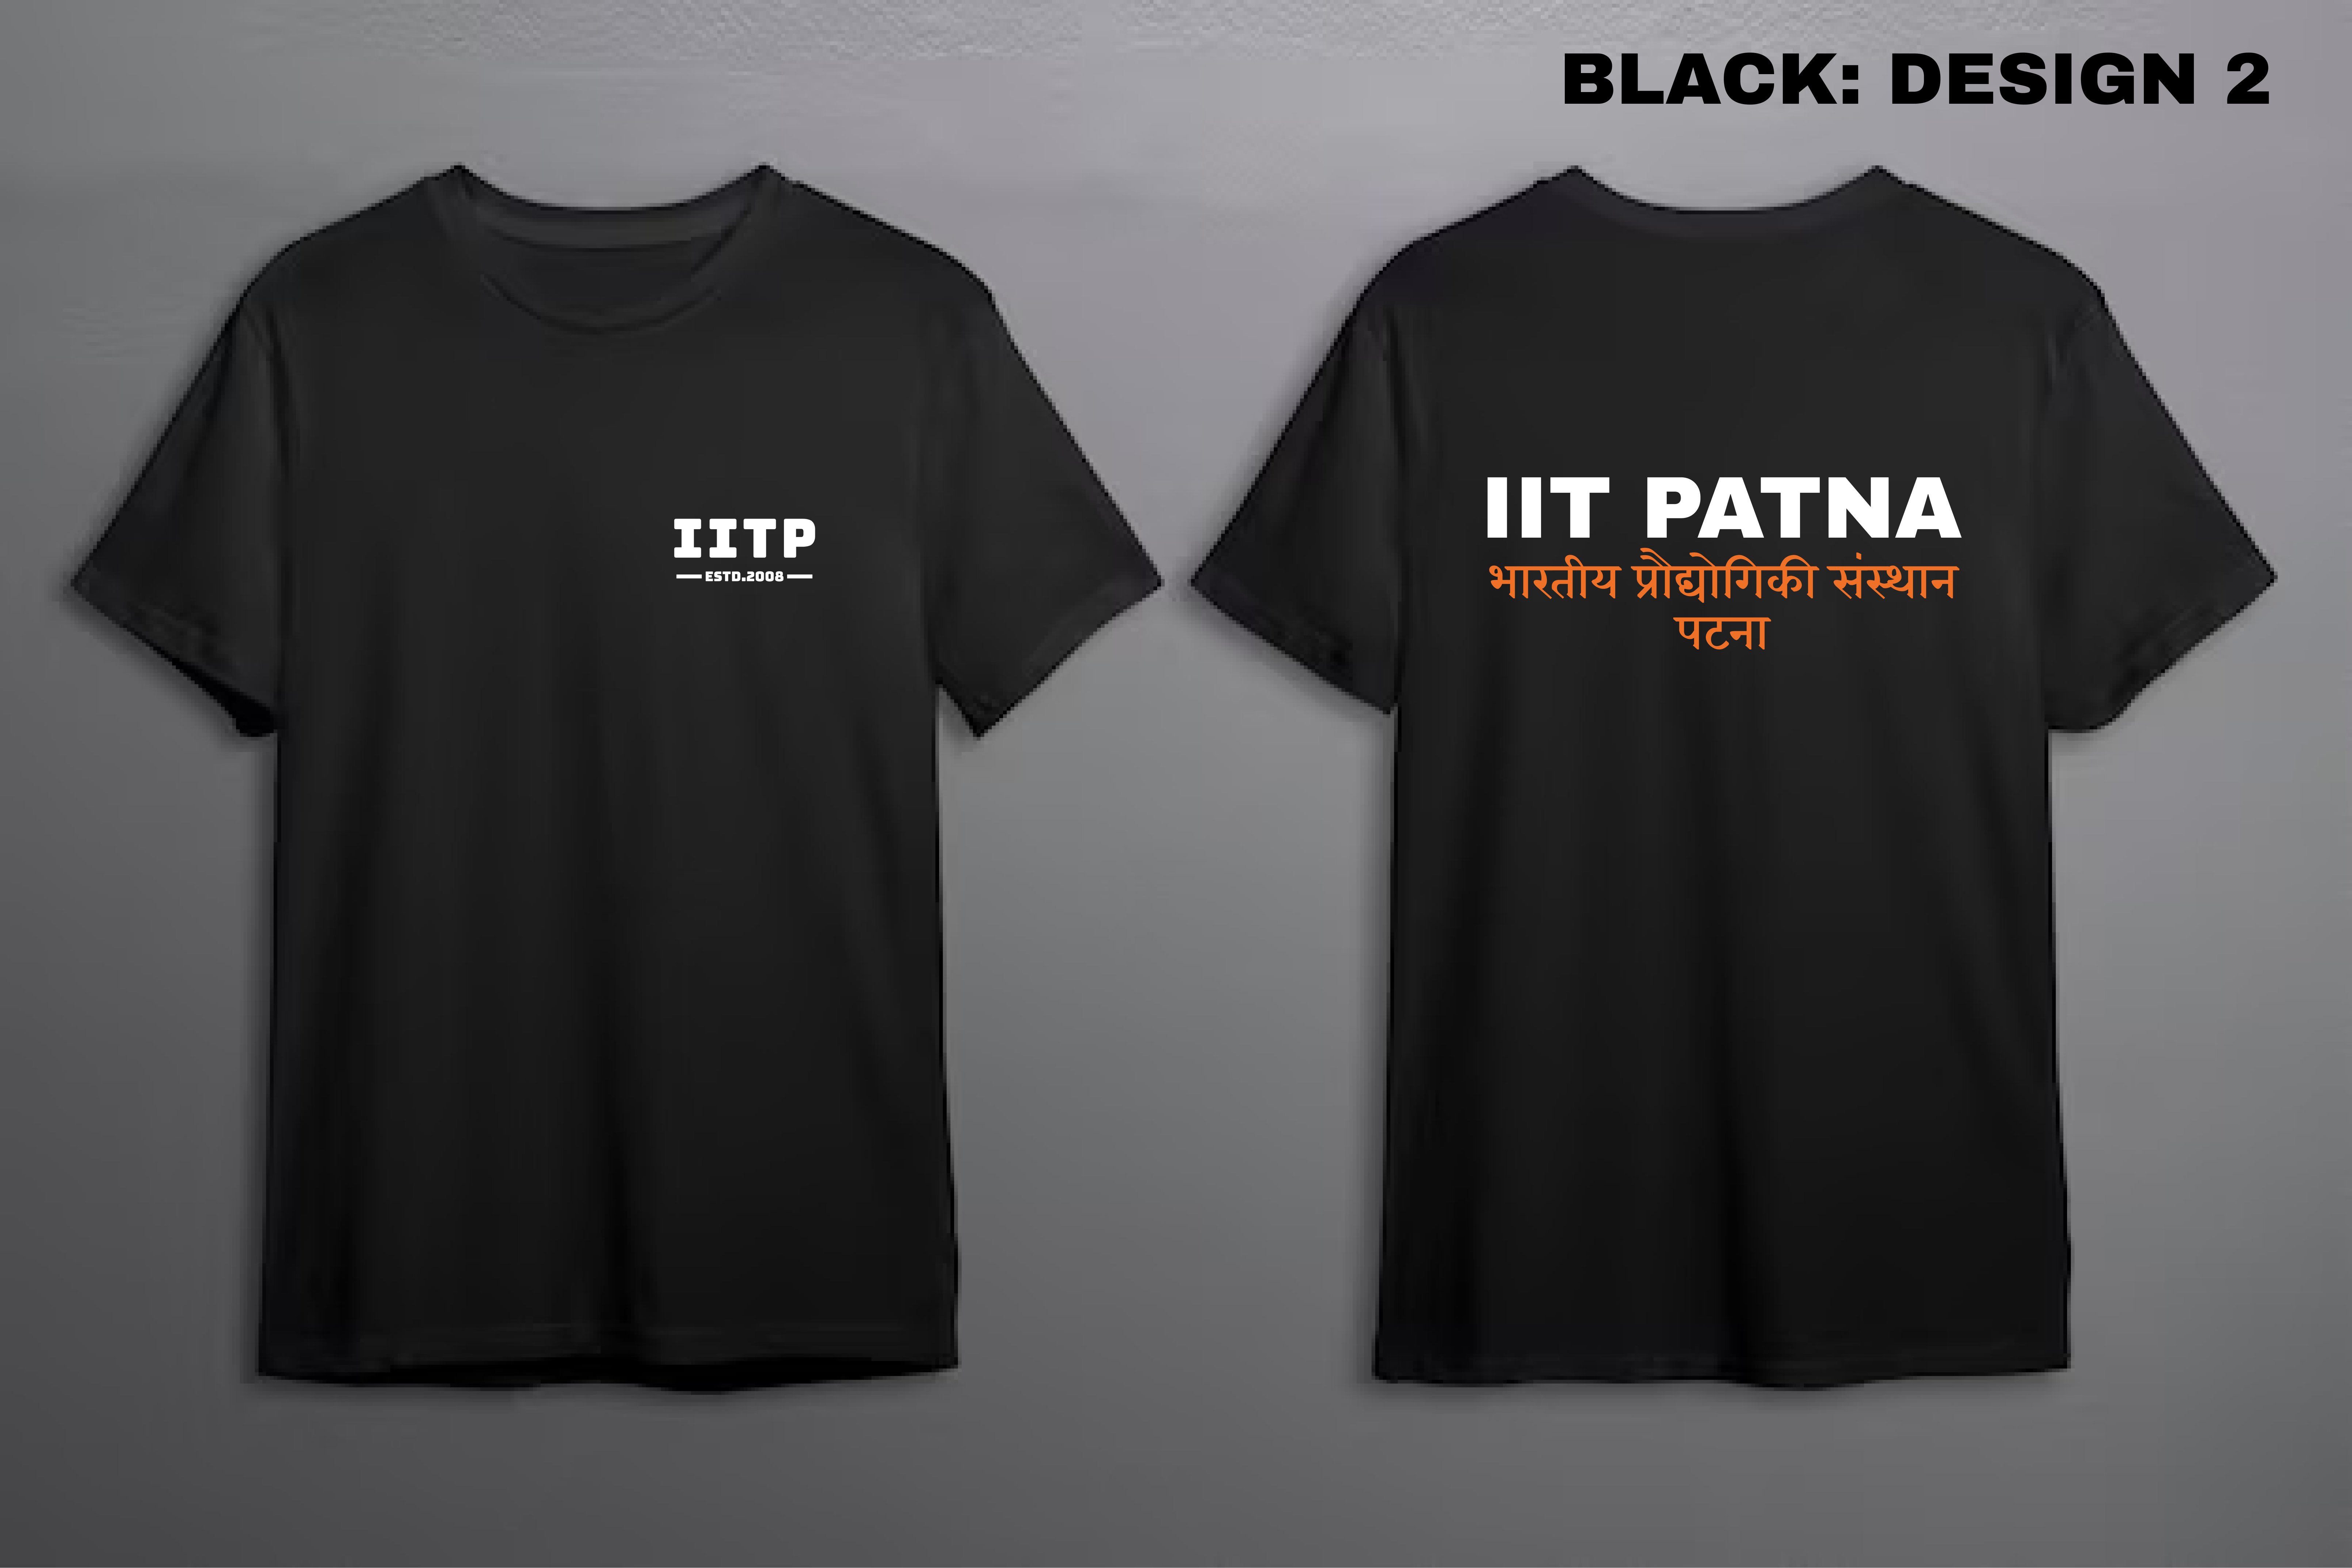 BLACK: DESIGN 2
IITP
ESTD.2008
IIT PATNA
भारतीय प्रौद्योगिकी संस्थान
पटना